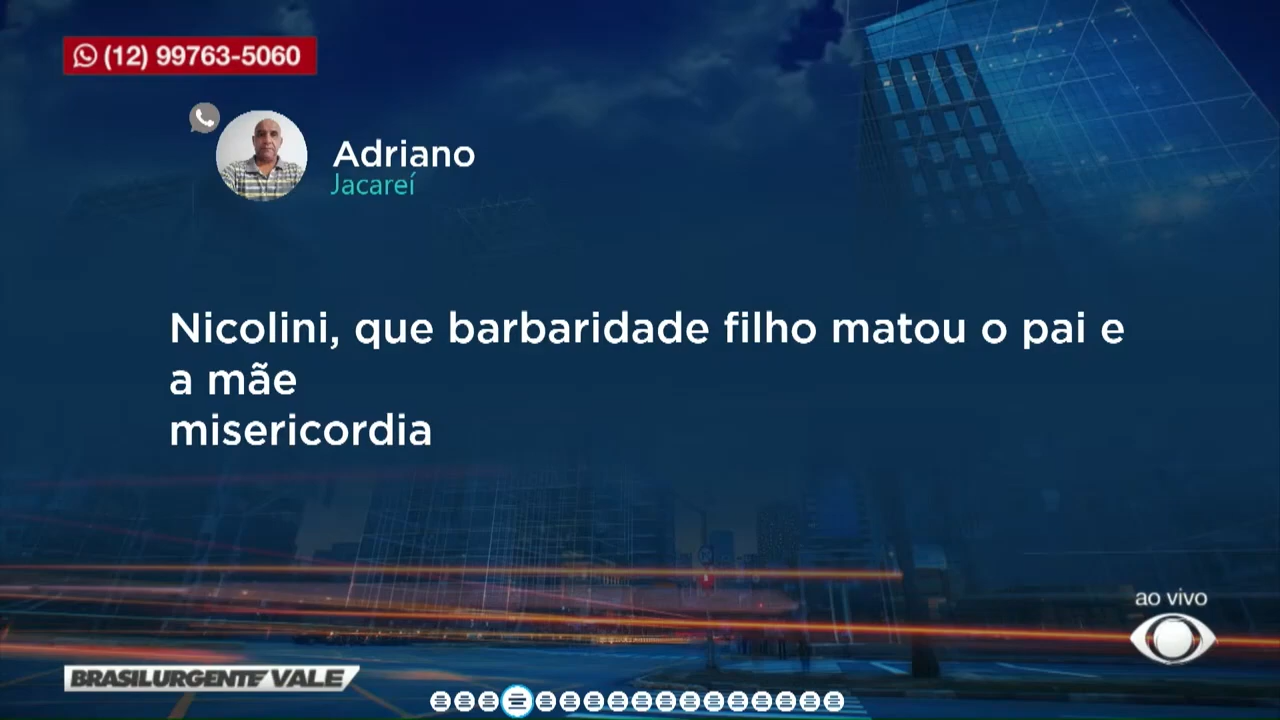 (12) 99763-5060
Adriano
Jacareí
Nicolini, que barbaridade filho matou o pai e
a mãe
misericordia
ao vivo
BRASILURGENTE VALE